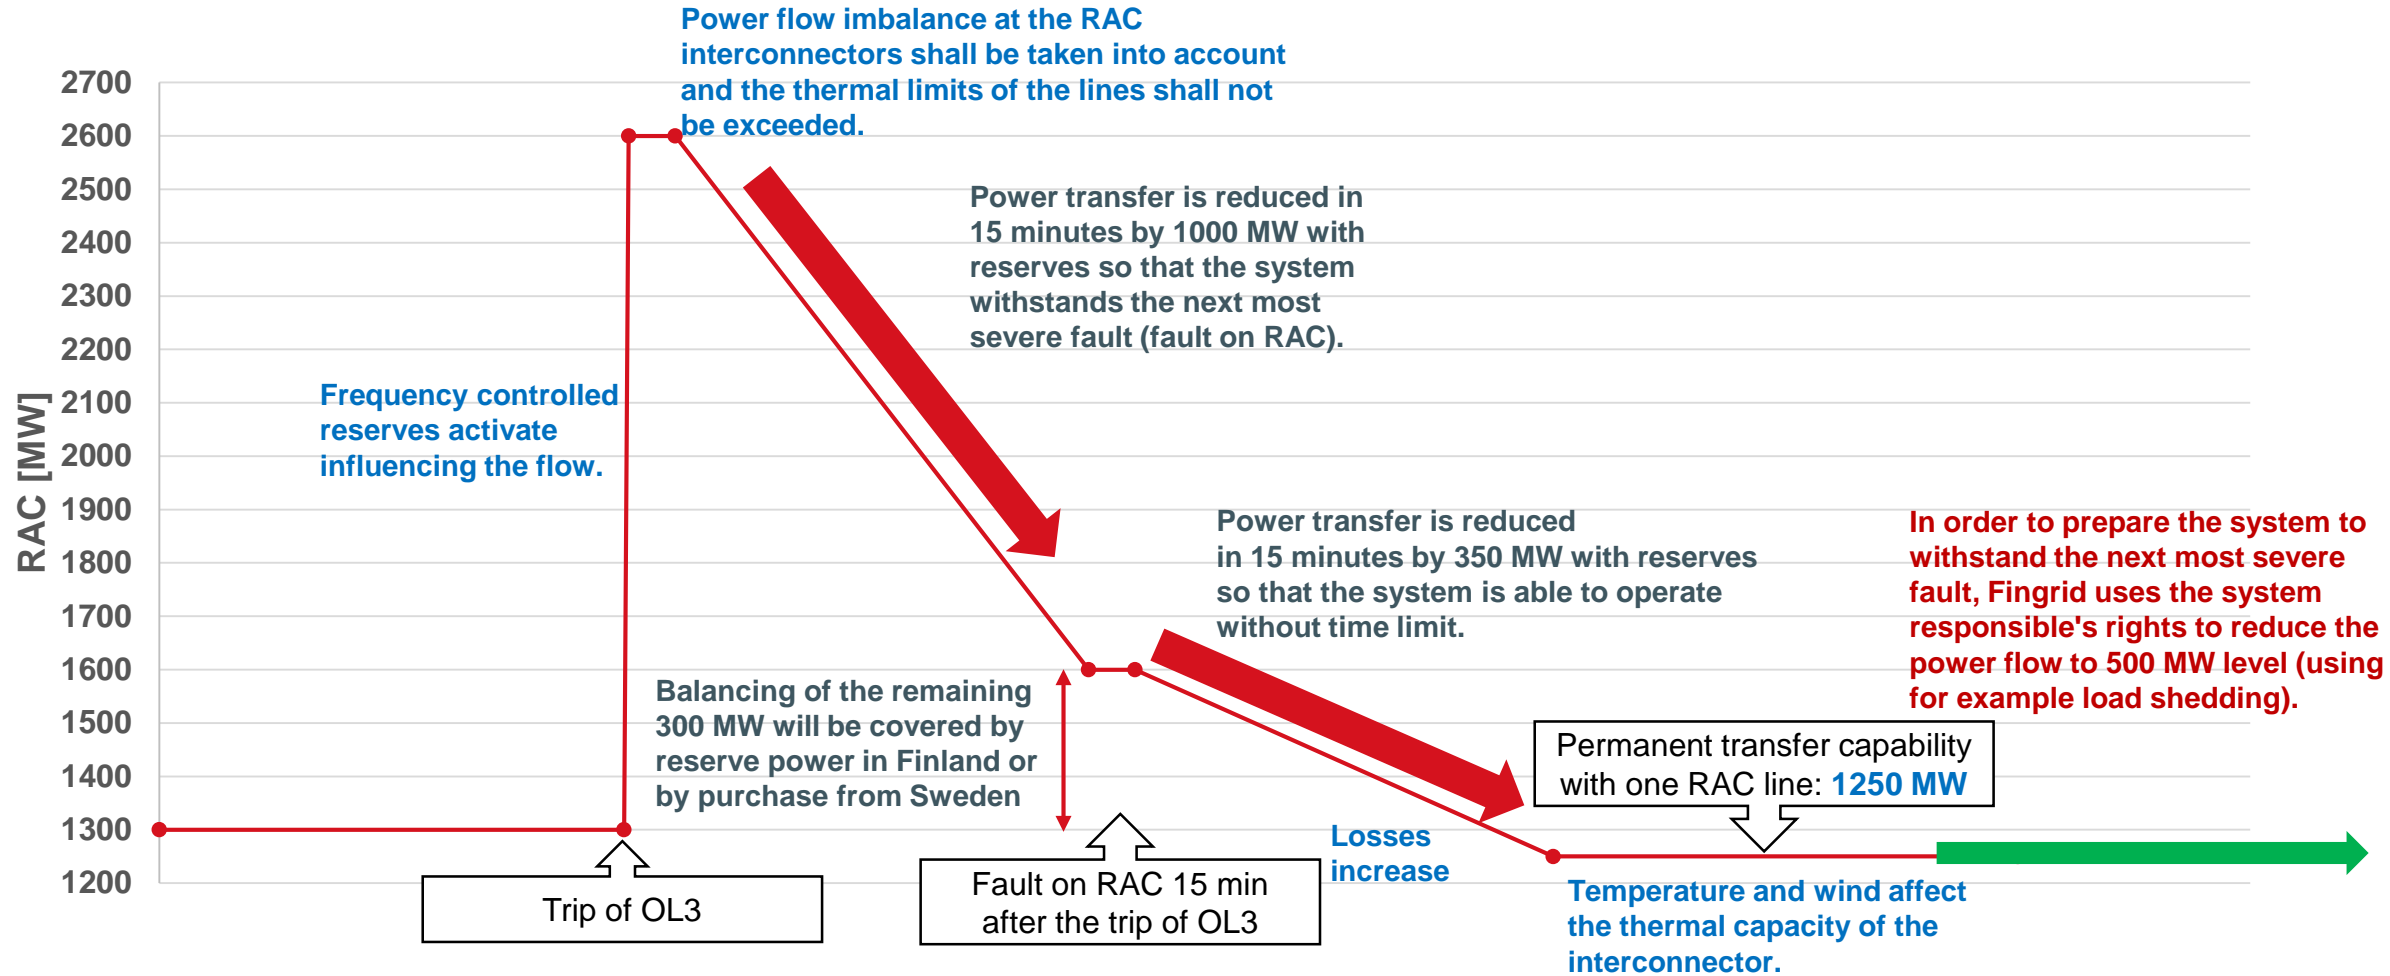 Power flow imbalance at the RAC
interconnectors shall be taken into account
and the thermal limits of the lines shall not
be exceeded.
2700
2600
2500
2400
2300
2200
2100
2000
1900
1800
1700
1600
1500
1400
1300
1200
RAC [MW]
Frequency controlled
reserves activate
influencing the flow.
Power transfer is reduced in
15 minutes by 1000 MW with
reserves so that the system
withstands the next most
severe fault (fault on RAC).
Power transfer is reduced
in 15 minutes by 350 MW with reserves
so that the system is able to operate
without time limit.
In order to prepare the system to
withstand the next most severe
fault, Fingrid uses the system
responsible's rights to reduce the
power flow to 500 MW level (using
for example load shedding).
Balancing of the remaining
300 MW will be covered by
reserve power in Finland or
by purchase from Sweden
Permanent transfer capability
with one RAC line: 1250 MW
Losses
increase
Trip of OL3
Fault on RAC 15 min
after the trip of OL3
Temperature and wind affect
the thermal capacity of the
interconnector.